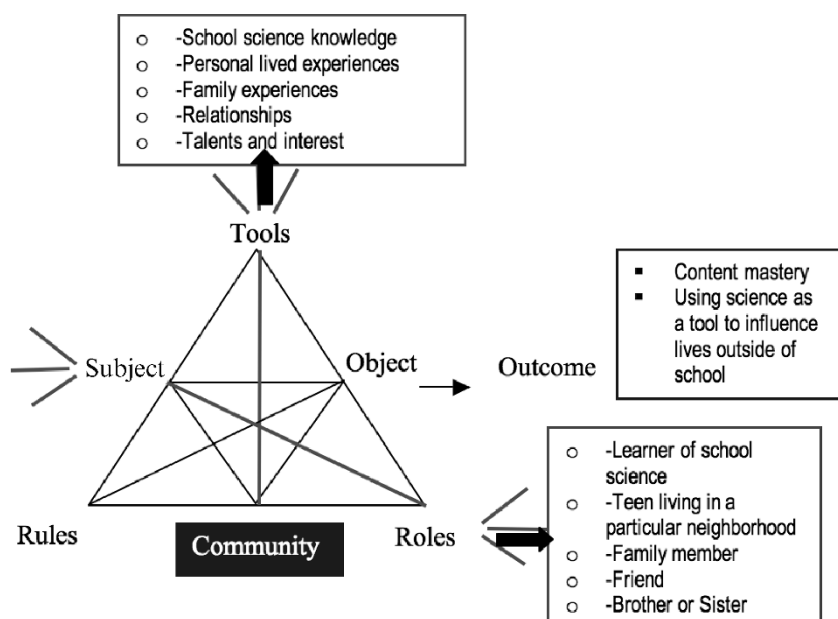 -School science knowledge
-Personal lived experiences
-Family experiences
-Relationships
-Talents and interest
Tools
Subject
Object
Outcome
Content mastery
Using science as
a tool to influence
lives outside of
school
Rules
Community
Roles
-Learner of school
science
-Teen living in a
particular neighborhood
-Family member
-Friend
-Brother or Sister